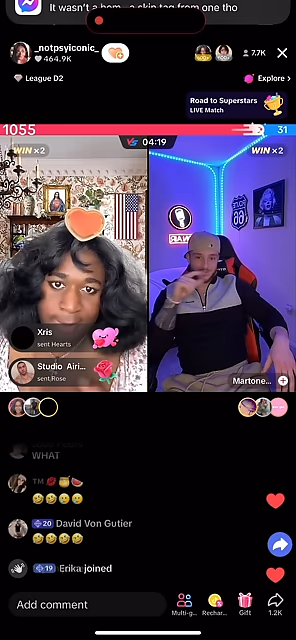 It wasn't a
a skin tag from one tho
_notpsyiconic_
464.9K
7.7K
League D2
Explore >
Road to Superstars
LIVE Match
1055
31
WIN ×2
VS 04:19
WIN ×2
Xris
sent Hearts
Studio Airi...
sent Rose
Martone...
WHAT
TM
20 David Von Gutier
19 Erika joined
Add comment
Multi-g...
Rechar...
Gift
1.2K